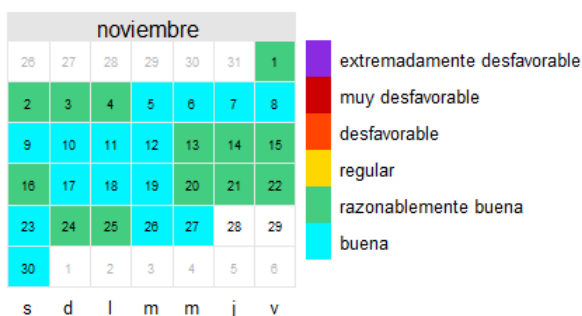 noviembre
26 27 28 29 30 31 1
2 3 4 5 6 7 8
9 10 11 12 13 14 15
16 17 18 19 20 21 22
23 24 25 26 27 28 29
30 1 2 3 4 5 6
s d l m m j v
extremadamente desfavorable
muy desfavorable
desfavorable
regular
razonablemente buena
buena